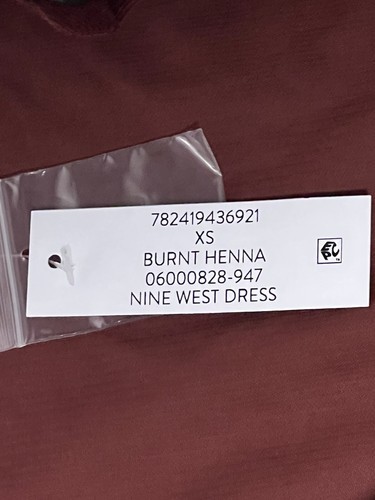 782419436921
XS
BURNT HENNA
06000828-947
NINE WEST DRESS